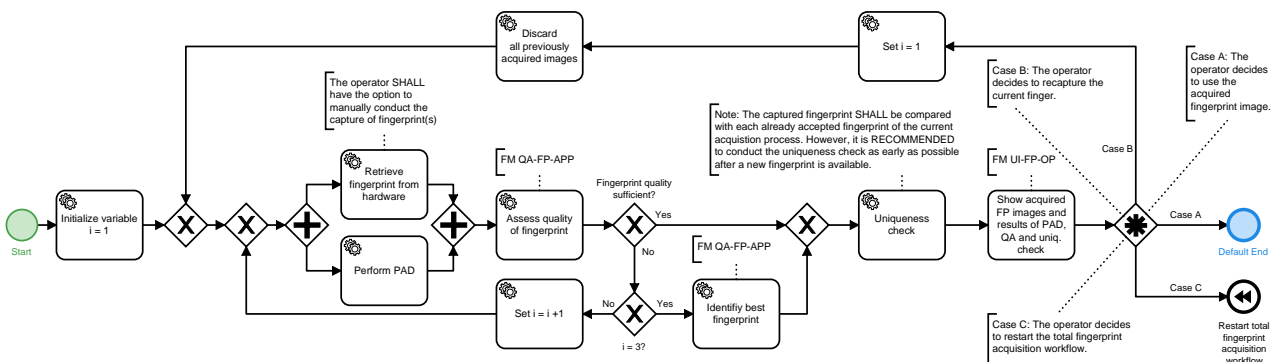 Discard
all previously
acquired images
Set i = 1
Case A: The
operator decides
to use the
acquired
fingerprint image.
Case B: The operator
decides to recapture the
current finger.
The operator SHALL
have the option to
manually conduct the
capture of fingerprint(s)
Note: The captured fingerprint SHALL be compared
with each already accepted fingerprint of the current
acquistion process. However, it is RECOMMENDED
to conduct the uniqueness check as early as possible
after a new fingerprint is available.
Case B
Retrieve
fingerprint from
hardware
FM QA-FP-APP
Fingerprint quality
sufficient?
FM UI-FP-OP
Start
Initialize variable
i = 1
Assess quality
of fingerprint
Yes
No
Uniqueness
check
Show acquired
FP images and
results of PAD,
QA and uniq.
check
Case A
Default End
Perform PAD
FM QA-FP-APP
Set i = i +1
No
Yes
i = 3?
Identifiy best
fingerprint
Case C
Case C: The operator decides
to restart the total fingerprint
acquisition workflow.
Restart total
fingerprint
acquisition
workflow